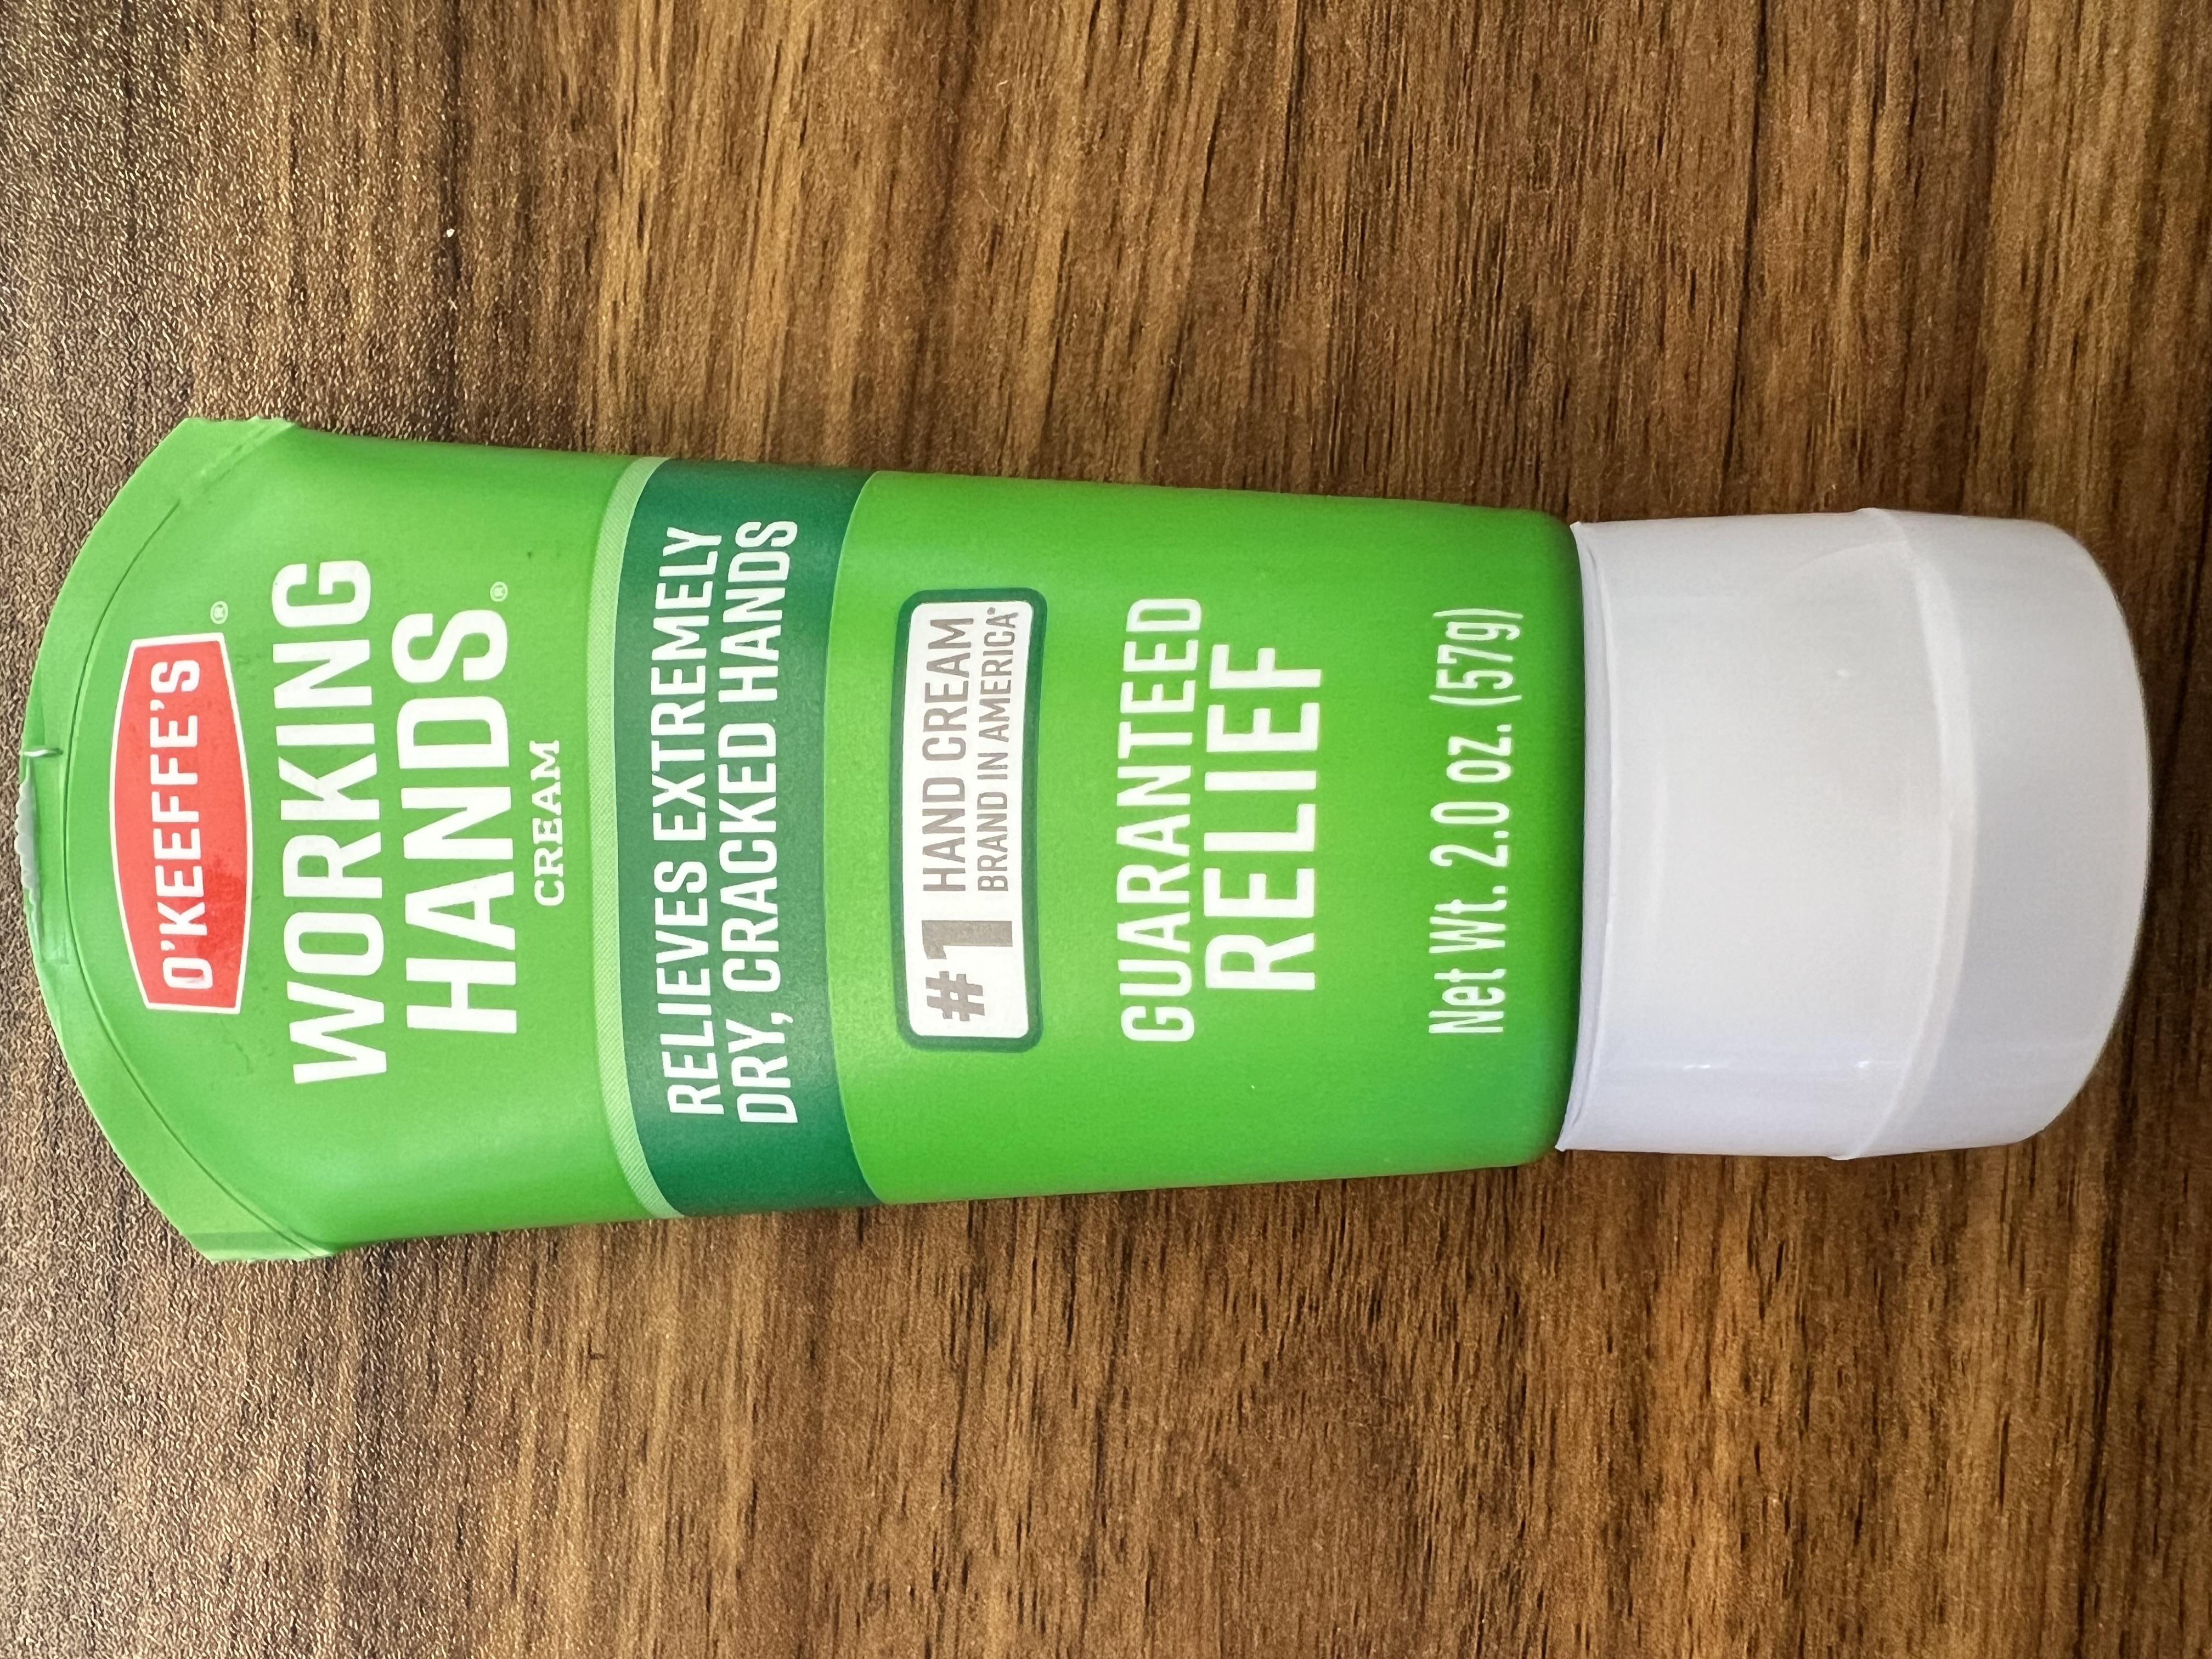 O'KEEFFE'S®
WORKING
HANDS®
CREAM
RELIEVES EXTREMELY
DRY, CRACKED HANDS
#1 HAND CREAM
BRAND IN AMERICA*
GUARANTEED
RELIEF
Net Wt. 2.0 oz. (57g)